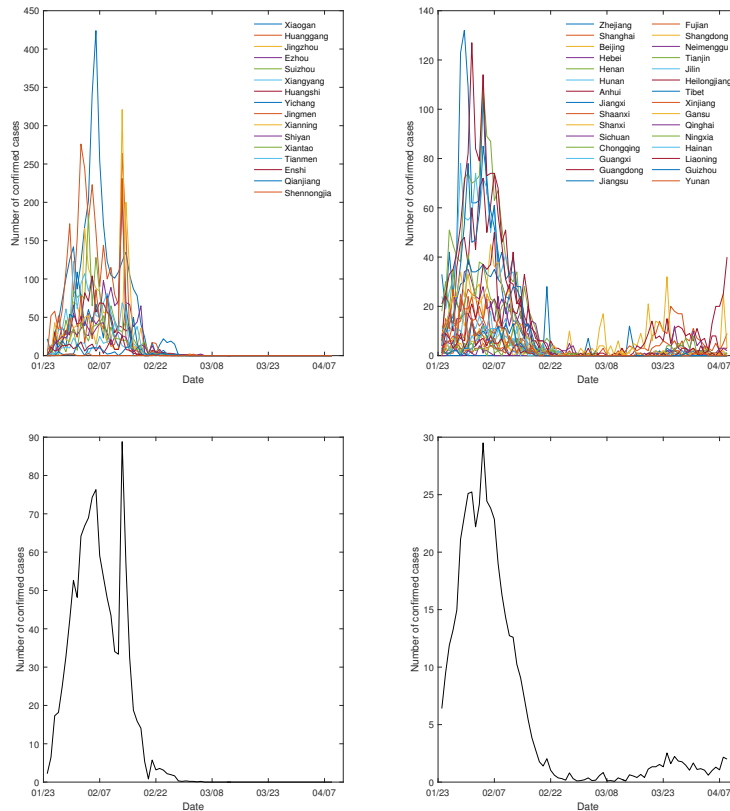 450
400
350
300
250
200
150
100
50
0
Number of confirmed cases
01/23 02/07 02/22 03/08 03/23 04/07
Date
Xiaogan
Huanggang
Jingzhou
Ezhou
Suizhou
Xiangyang
Huangshi
Yichang
Jingmen
Xianning
Shiyan
Xiantao
Tianmen
Enshi
Qianjiang
Shennongjia
140
120
100
80
60
40
20
0
Number of confirmed cases
01/23 02/07 02/22 03/08 03/23 04/07
Date
Zhejiang
Shanghai
Beijing
Hebei
Henan
Hunan
Anhui
Jiangxi
Shaanxi
Shanxi
Sichuan
Chongqing
Guangxi
Guangdong
Jiangsu
Fujian
Shangdong
Neimenggu
Tianjin
Jilin
Heilongjiang
Tibet
Xinjiang
Gansu
Qinghai
Ningxia
Hainan
Liaoning
Guizhou
Yunan
90
80
70
60
50
40
30
20
10
0
Number of confirmed cases
01/23 02/07 02/22 03/08 03/23 04/07
Date
30
25
20
15
10
5
0
Number of confirmed cases
01/23 02/07 02/22 03/08 03/23 04/07
Date